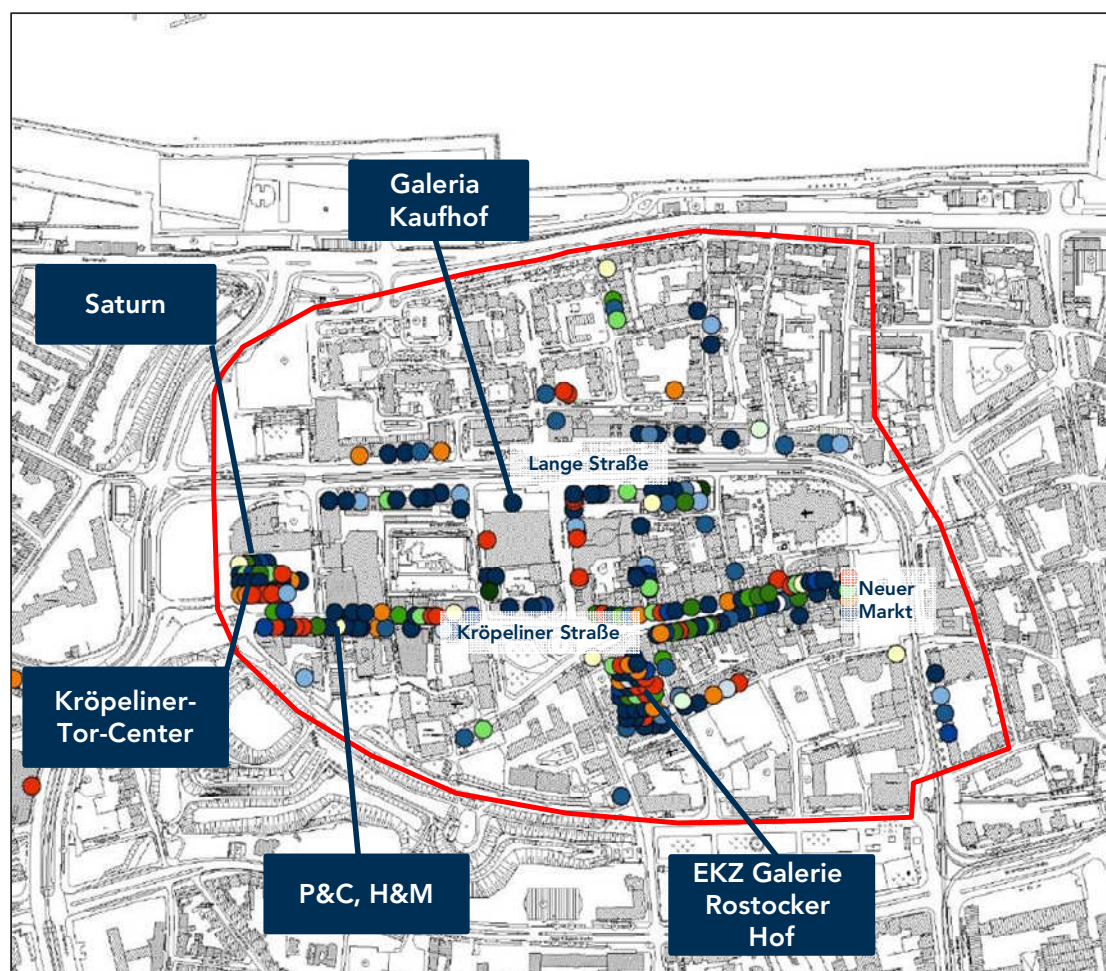 Galeria
Kaufhof
Saturn
Lange Straße
Neuer
Markt
Kröpeliner Straße
Kröpeliner-
Tor-Center
P&C, H&M
EKZ Galerie
Rostocker
Hof